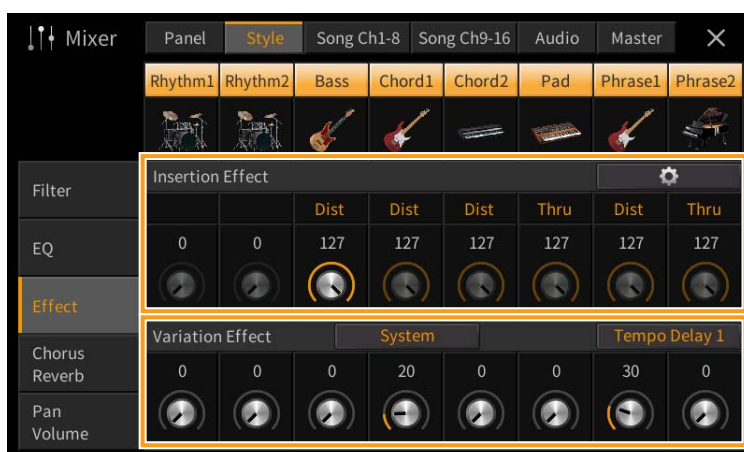 Mixer Panel Style Song Ch1-8 Song Ch9-16 Audio Master
Rhythm1 Rhythm2 Bass Chord1 Chord2 Pad Phrase1 Phrase2
Filter
EQ
Effect
Chorus
Reverb
Pan
Volume
Insertion Effect
Dist Dist Dist Thru Dist Thru
0 0 127 127 127 127 127 127
Variation Effect System Tempo Delay 1
0 0 0 20 0 0 30 0